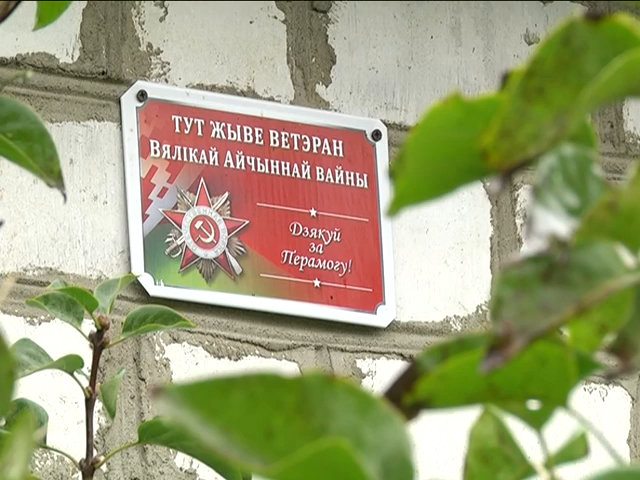 ТУТ ЖЫВЕ ВЕТЭРАН
ВЯЛІКАЙ АЙЧЫННАЙ ВАЙНЫ
Дзякуй
за
Перамогу!